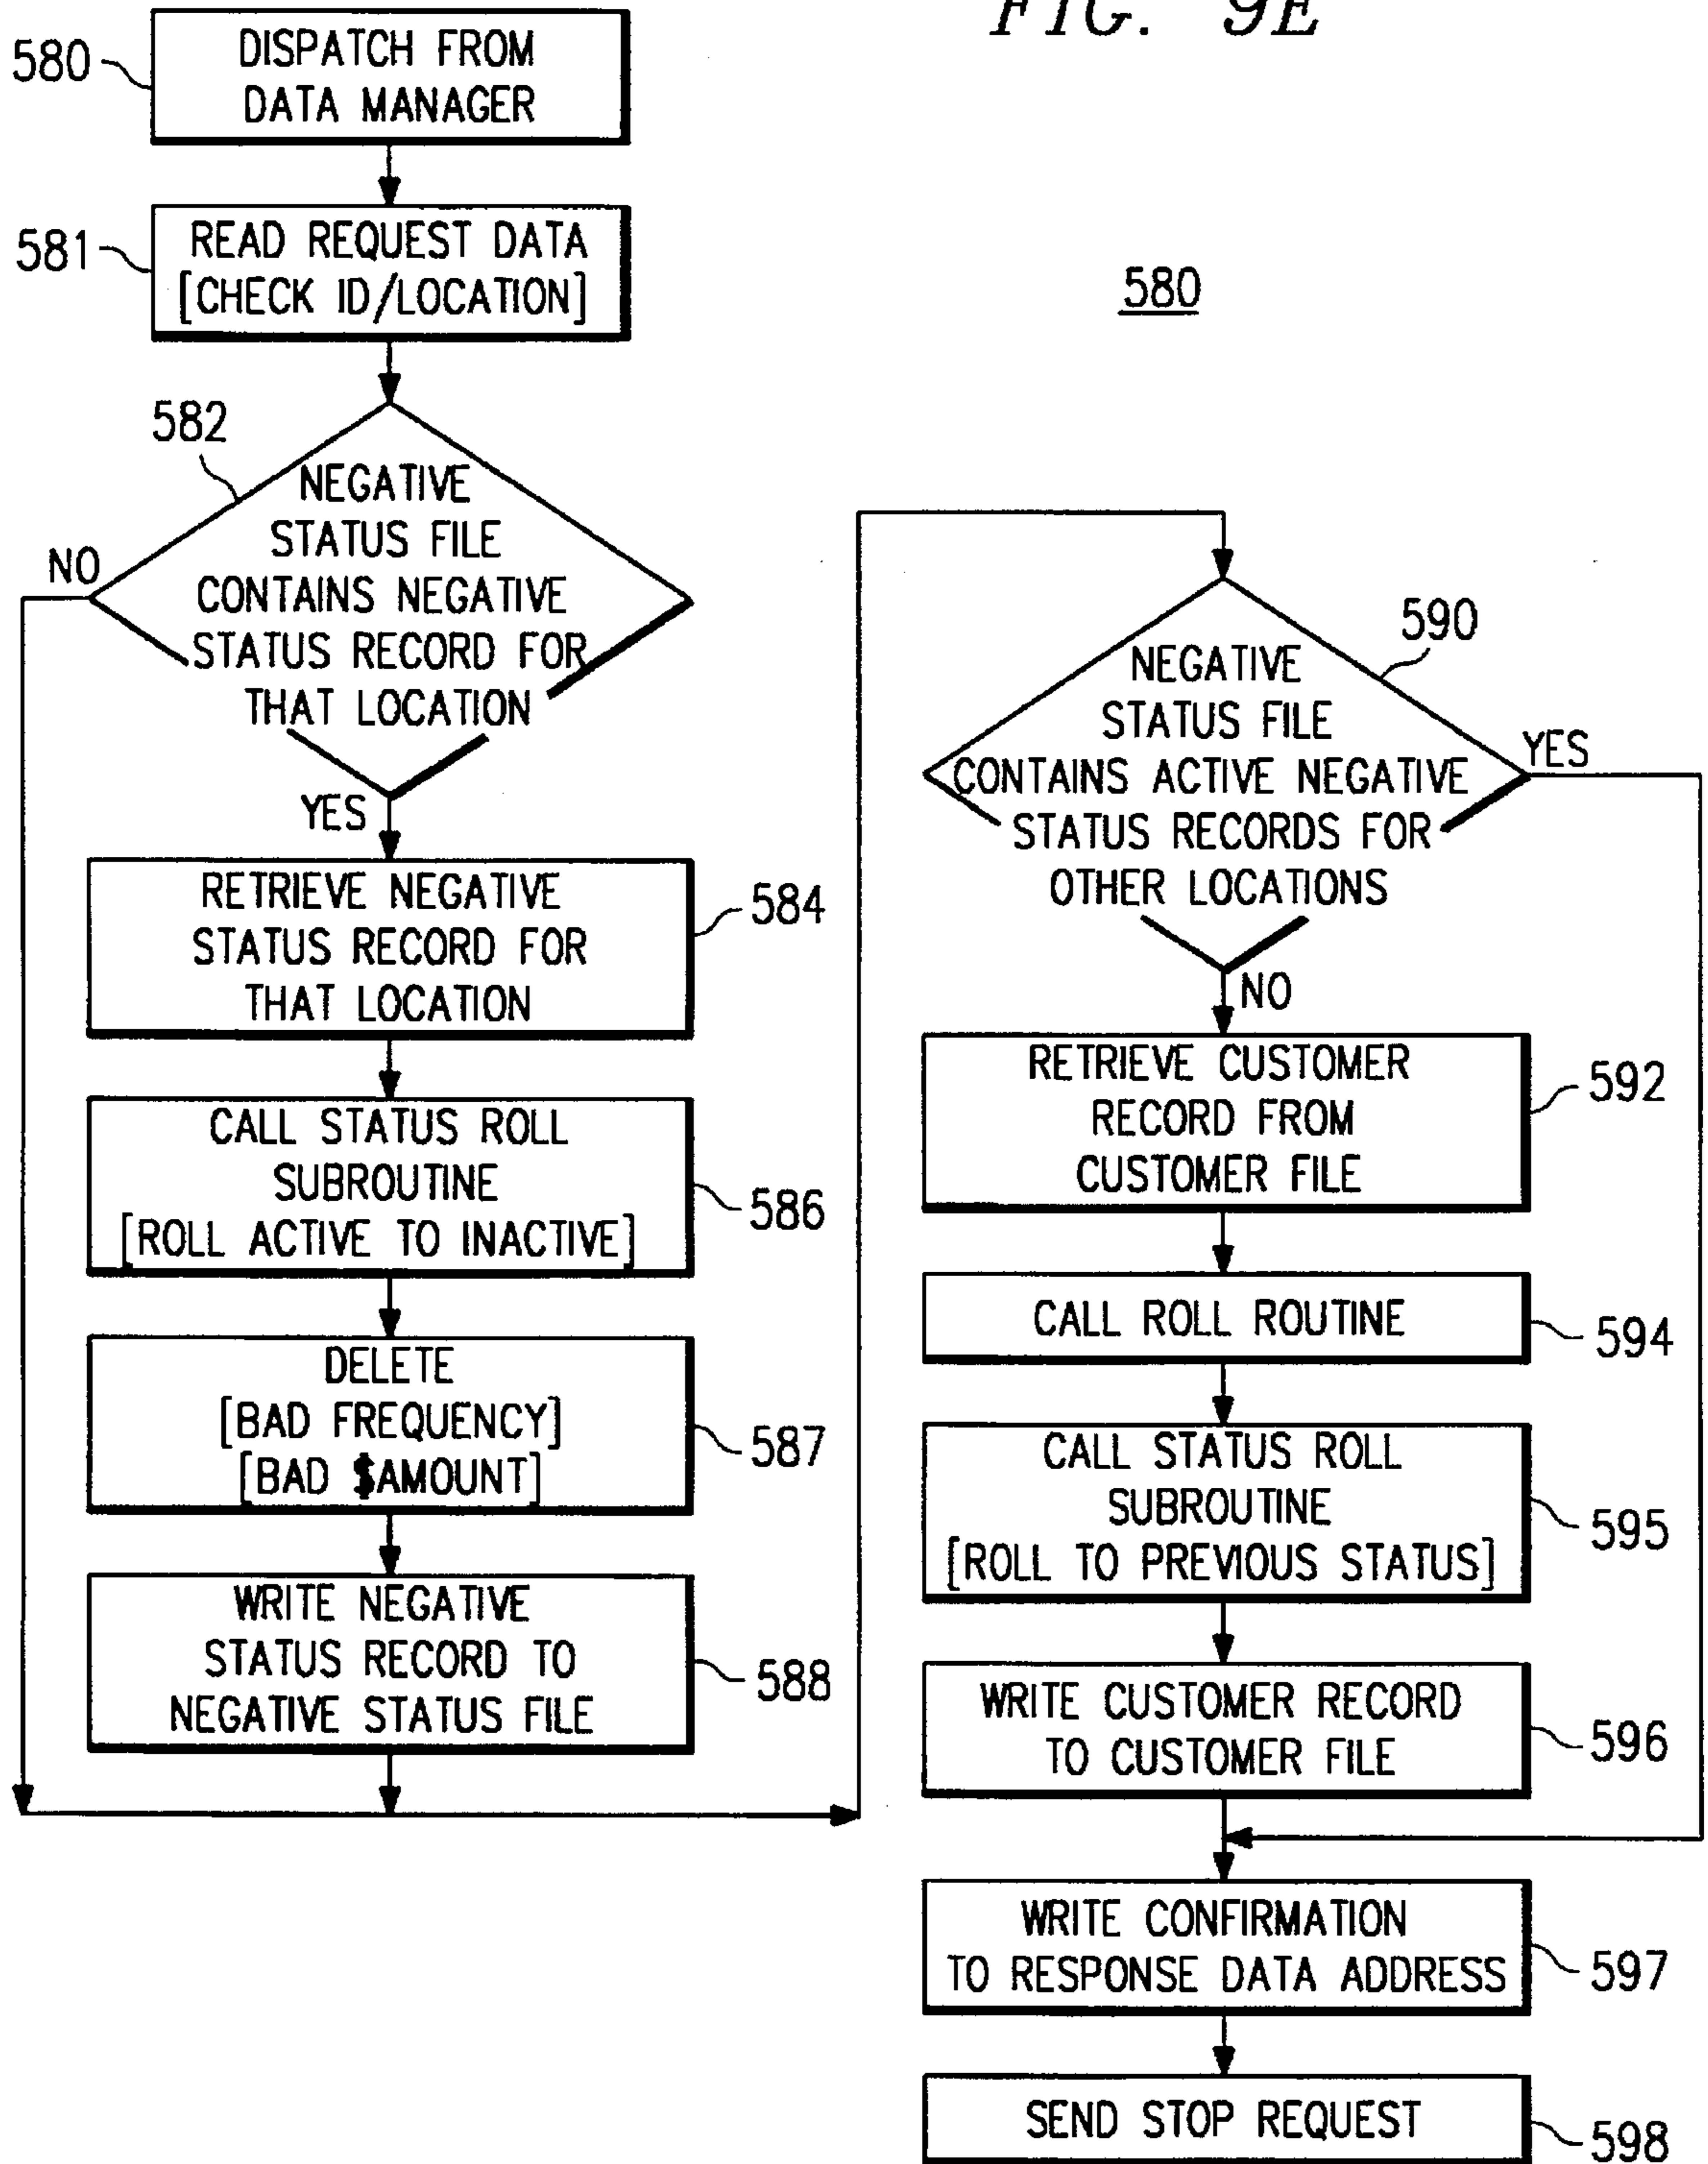 FIG. 9E
580
DISPATCH FROM
DATA MANAGER
581
READ REQUEST DATA
[CHECK ID/LOCATION]
580
582
NEGATIVE
STATUS FILE
CONTAINS NEGATIVE
STATUS RECORD FOR
THAT LOCATION
NO
YES
RETRIEVE NEGATIVE
STATUS RECORD FOR
THAT LOCATION
584
CALL STATUS ROLL
SUBROUTINE
[ROLL ACTIVE TO INACTIVE]
586
DELETE
[BAD FREQUENCY]
[BAD $AMOUNT]
587
WRITE NEGATIVE
STATUS RECORD TO
NEGATIVE STATUS FILE
588
590
NEGATIVE
STATUS FILE
CONTAINS ACTIVE NEGATIVE
STATUS RECORDS FOR
OTHER LOCATIONS
YES
NO
RETRIEVE CUSTOMER
RECORD FROM
CUSTOMER FILE
592
CALL ROLL ROUTINE
594
CALL STATUS ROLL
SUBROUTINE
[ROLL TO PREVIOUS STATUS]
595
WRITE CUSTOMER RECORD
TO CUSTOMER FILE
596
WRITE CONFIRMATION
TO RESPONSE DATA ADDRESS
597
SEND STOP REQUEST
598